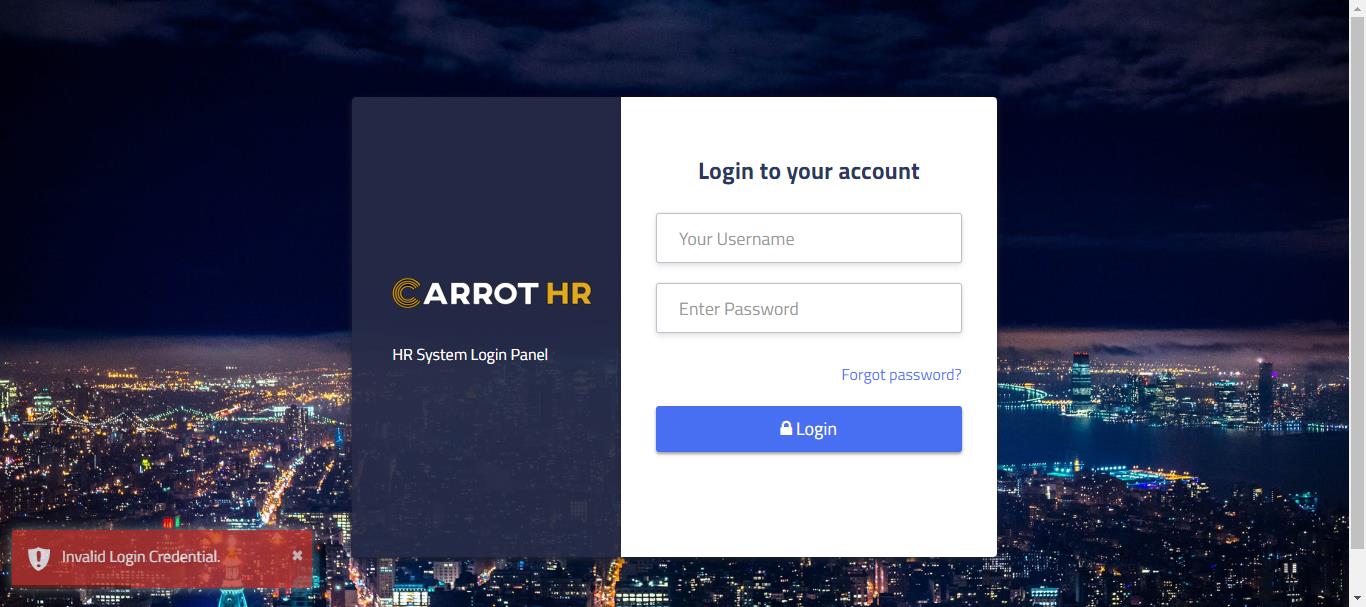 Login to your account
Your Username
CARROT HR
Enter Password
HR System Login Panel
Forgot password?
Login
Invalid Login Credential.